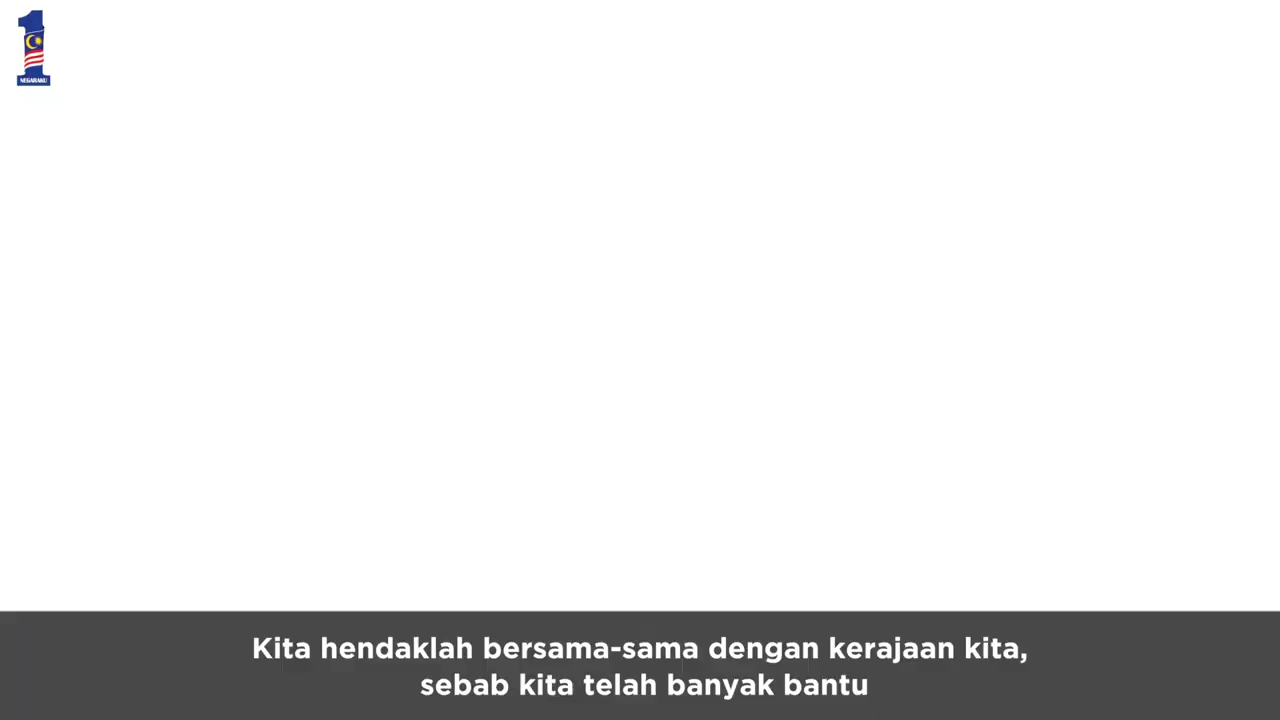 NEGARAKU
Kita hendaklah bersama-sama dengan kerajaan kita,
sebab kita telah banyak bantu